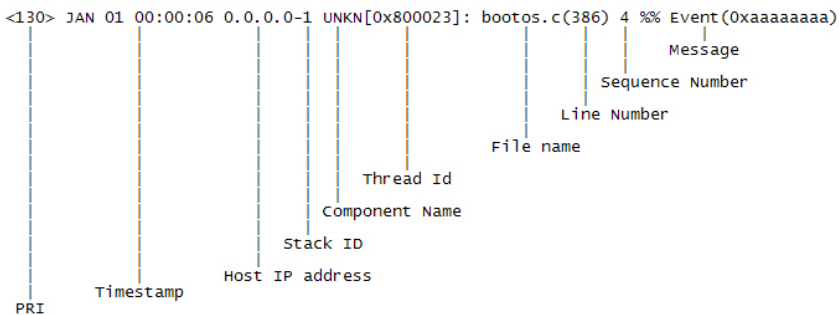 <130> JAN 01 00:00:06 0.0.0.0-1 UNKN[0x800023]: bootos.c(386) 4 %% Event(0xaaaaaaaa)
Message
Sequence Number
Line Number
File name
Thread Id
Component Name
Stack ID
Host IP address
Timestamp
PRI